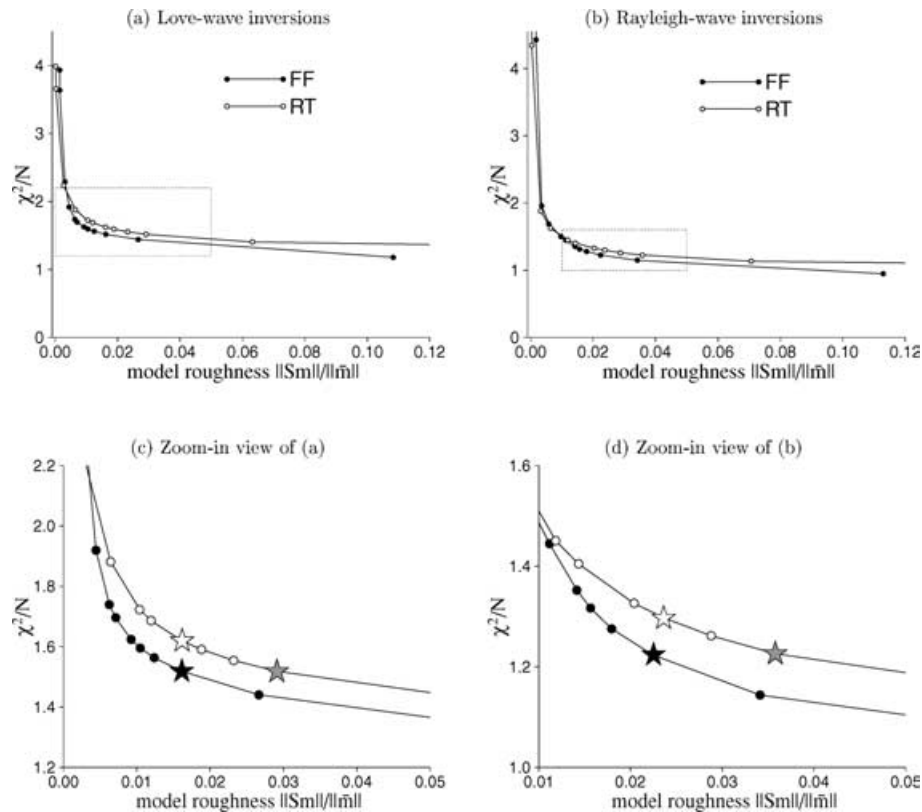 (a) Love-wave inversions
4
3
2
1
0
χ²/N
FF
RT
0.00 0.02 0.04 0.06 0.08 0.10 0.12
model roughness ||Sm||/||m̄||
(b) Rayleigh-wave inversions
4
3
2
1
0
χ²/N
FF
RT
0.00 0.02 0.04 0.06 0.08 0.10 0.12
model roughness ||Sm||/||m̄||
(c) Zoom-in view of (a)
2.2
2.0
1.8
1.6
1.4
1.2
χ²/N
0.00 0.01 0.02 0.03 0.04 0.05
model roughness ||Sm||/||m̄||
(d) Zoom-in view of (b)
1.6
1.4
1.2
1.0
χ²/N
0.01 0.02 0.03 0.04 0.05
model roughness ||Sm||/||m̄||